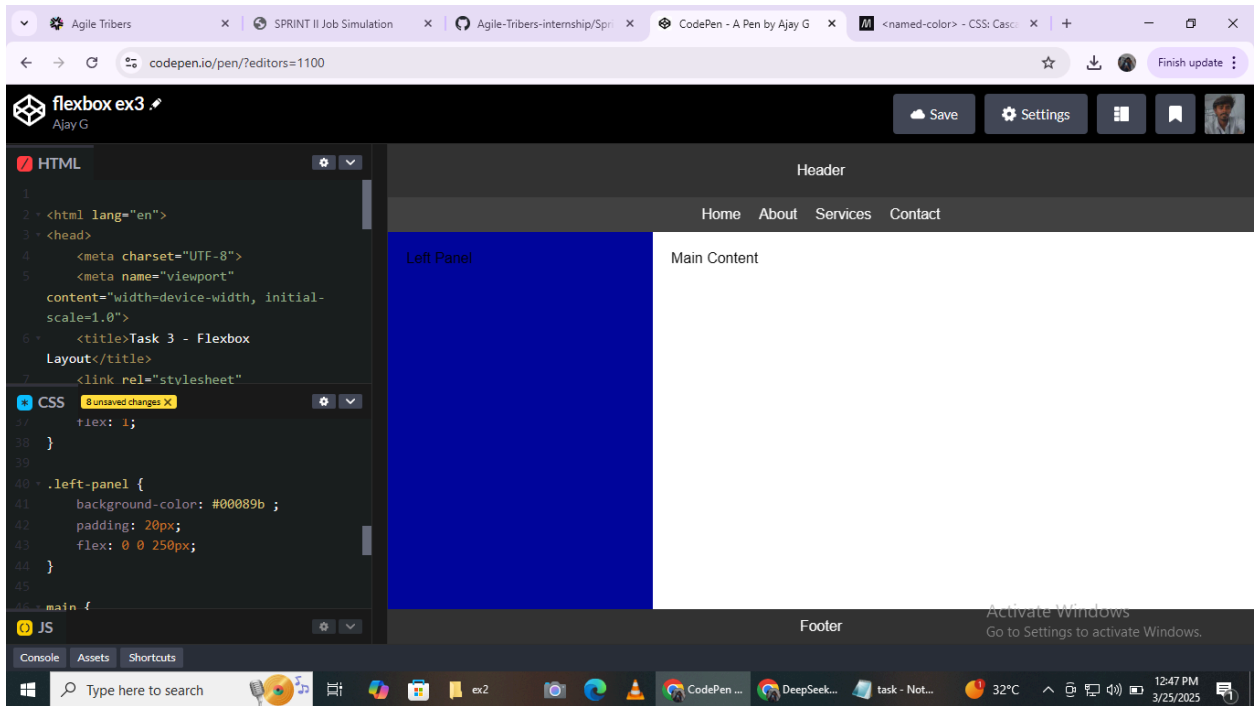 Agile Tribers
SPRINT II Job Simulation
Agile-Tribers-internship/Spri
CodePen - A Pen by Ajay G
<named-color> - CSS: Casca
codepen.io/pen/?editors=1100
Finish update
flexbox ex3
Ajay G
Save
Settings
HTML
1
2 <html lang="en">
3 <head>
4 <meta charset="UTF-8">
5 <meta name="viewport"
content="width=device-width, initial-
scale=1.0">
6 <title>Task 3 - Flexbox
Layout</title>
7 <link rel="stylesheet"
CSS
8 unsaved changes X
37 flex: 1;
38 }
39
40 .left-panel {
41 background-color: #00089b ;
42 padding: 20px;
43 flex: 0 0 250px;
44 }
45
46 main {
JS
Header
Home About Services Contact
Left Panel
Main Content
Footer
Activate Windows
Go to Settings to activate Windows.
Console Assets Shortcuts
Type here to search
ex2
CodePen ...
DeepSeek...
task - Not...
32°C
12:47 PM
3/25/2025